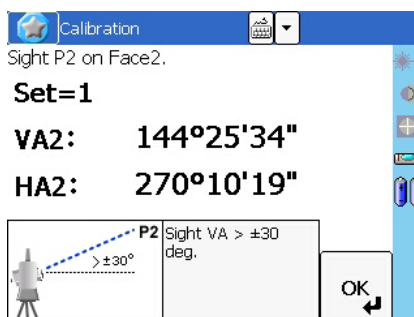 Calibration
Sight P2 on Face2.
Set=1
VA2: 144°25'34"
HA2: 270°10'19"
P2
>±30°
Sight VA > ±30
deg.
OK